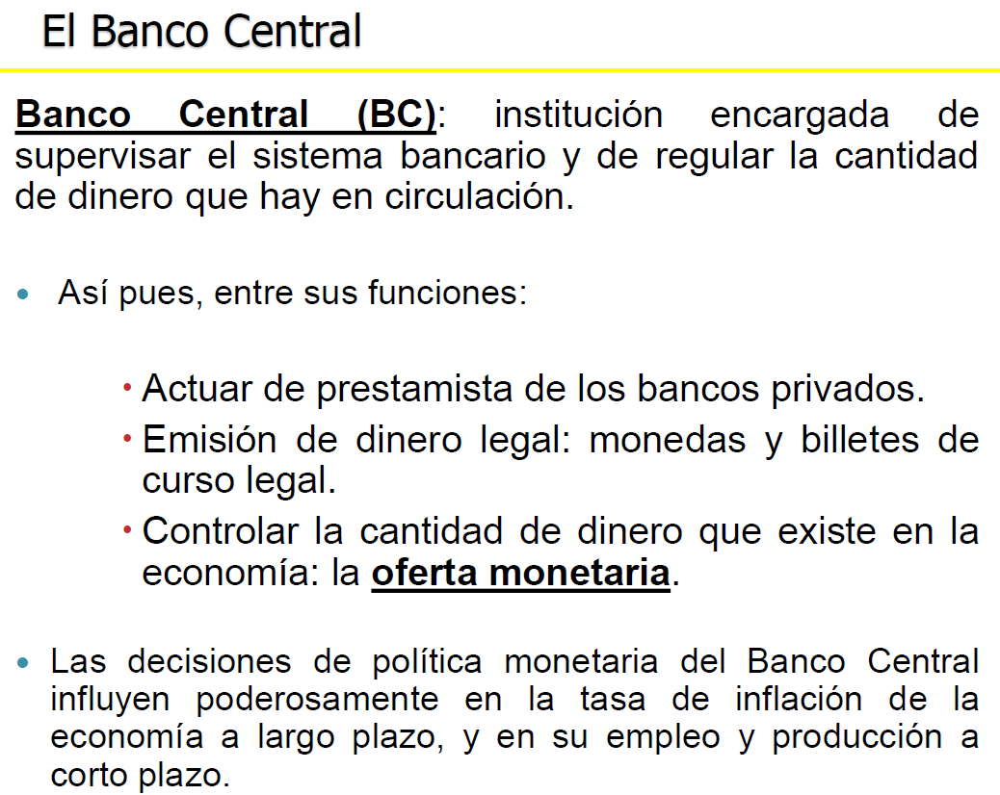 El Banco Central
Banco Central (BC): institución encargada de
supervisar el sistema bancario y de regular la cantidad
de dinero que hay en circulación.
• Así pues, entre sus funciones:
• Actuar de prestamista de los bancos privados.
• Emisión de dinero legal: monedas y billetes de
curso legal.
• Controlar la cantidad de dinero que existe en la
economía: la oferta monetaria.
• Las decisiones de política monetaria del Banco Central
influyen poderosamente en la tasa de inflación de la
economía a largo plazo, y en su empleo y producción a
corto plazo.